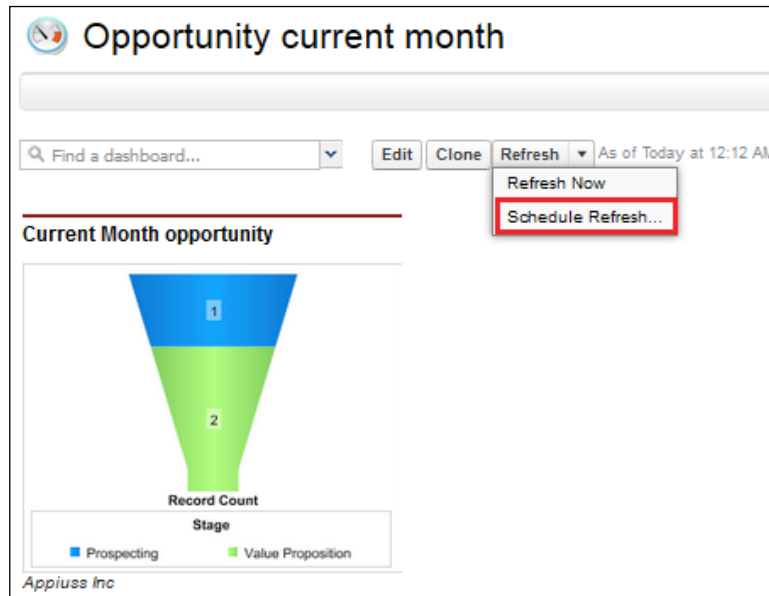 Opportunity current month
Find a dashboard...
Edit Clone Refresh As of Today at 12:12 AM
Refresh Now
Schedule Refresh...
Current Month opportunity
1
2
Record Count
Stage
Prospecting Value Proposition
Appiuss Inc